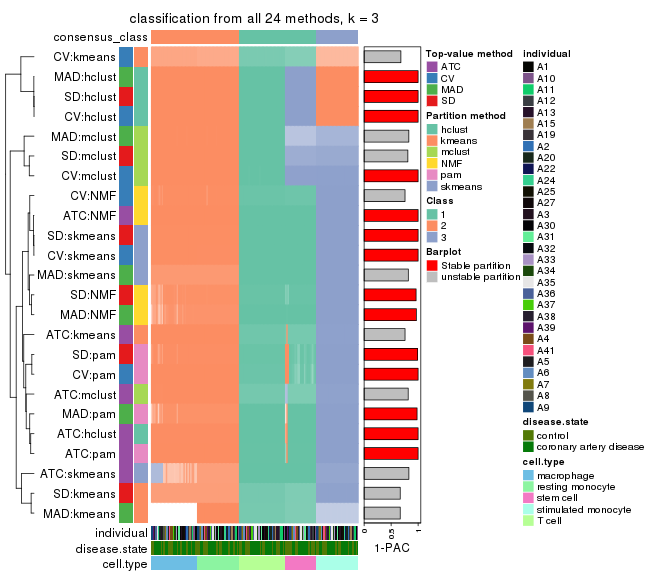 classification from all 24 methods, k = 3
consensus_class
CV:kmeans
MAD:hclust
SD:hclust
CV:hclust
MAD:mclust
SD:mclust
CV:mclust
CV:NMF
ATC:NMF
SD:skmeans
CV:skmeans
MAD:skmeans
SD:NMF
MAD:NMF
ATC:kmeans
SD:pam
CV:pam
ATC:mclust
MAD:pam
ATC:hclust
ATC:pam
ATC:skmeans
SD:kmeans
MAD:kmeans
individual
disease.state
cell.type
0
0.5
1
1-PAC
Top-value method
ATC
CV
MAD
SD
Partition method
hclust
kmeans
mclust
NMF
pam
skmeans
Class
1
2
3
Barplot
Stable partition
unstable partition
individual
A1
A10
A11
A12
A13
A15
A19
A2
A20
A22
A24
A25
A27
A3
A30
A31
A32
A33
A34
A35
A36
A37
A38
A39
A4
A41
A5
A6
A7
A8
A9
disease.state
control
coronary artery disease
cell.type
macrophage
resting monocyte
stem cell
stimulated monocyte
T cell